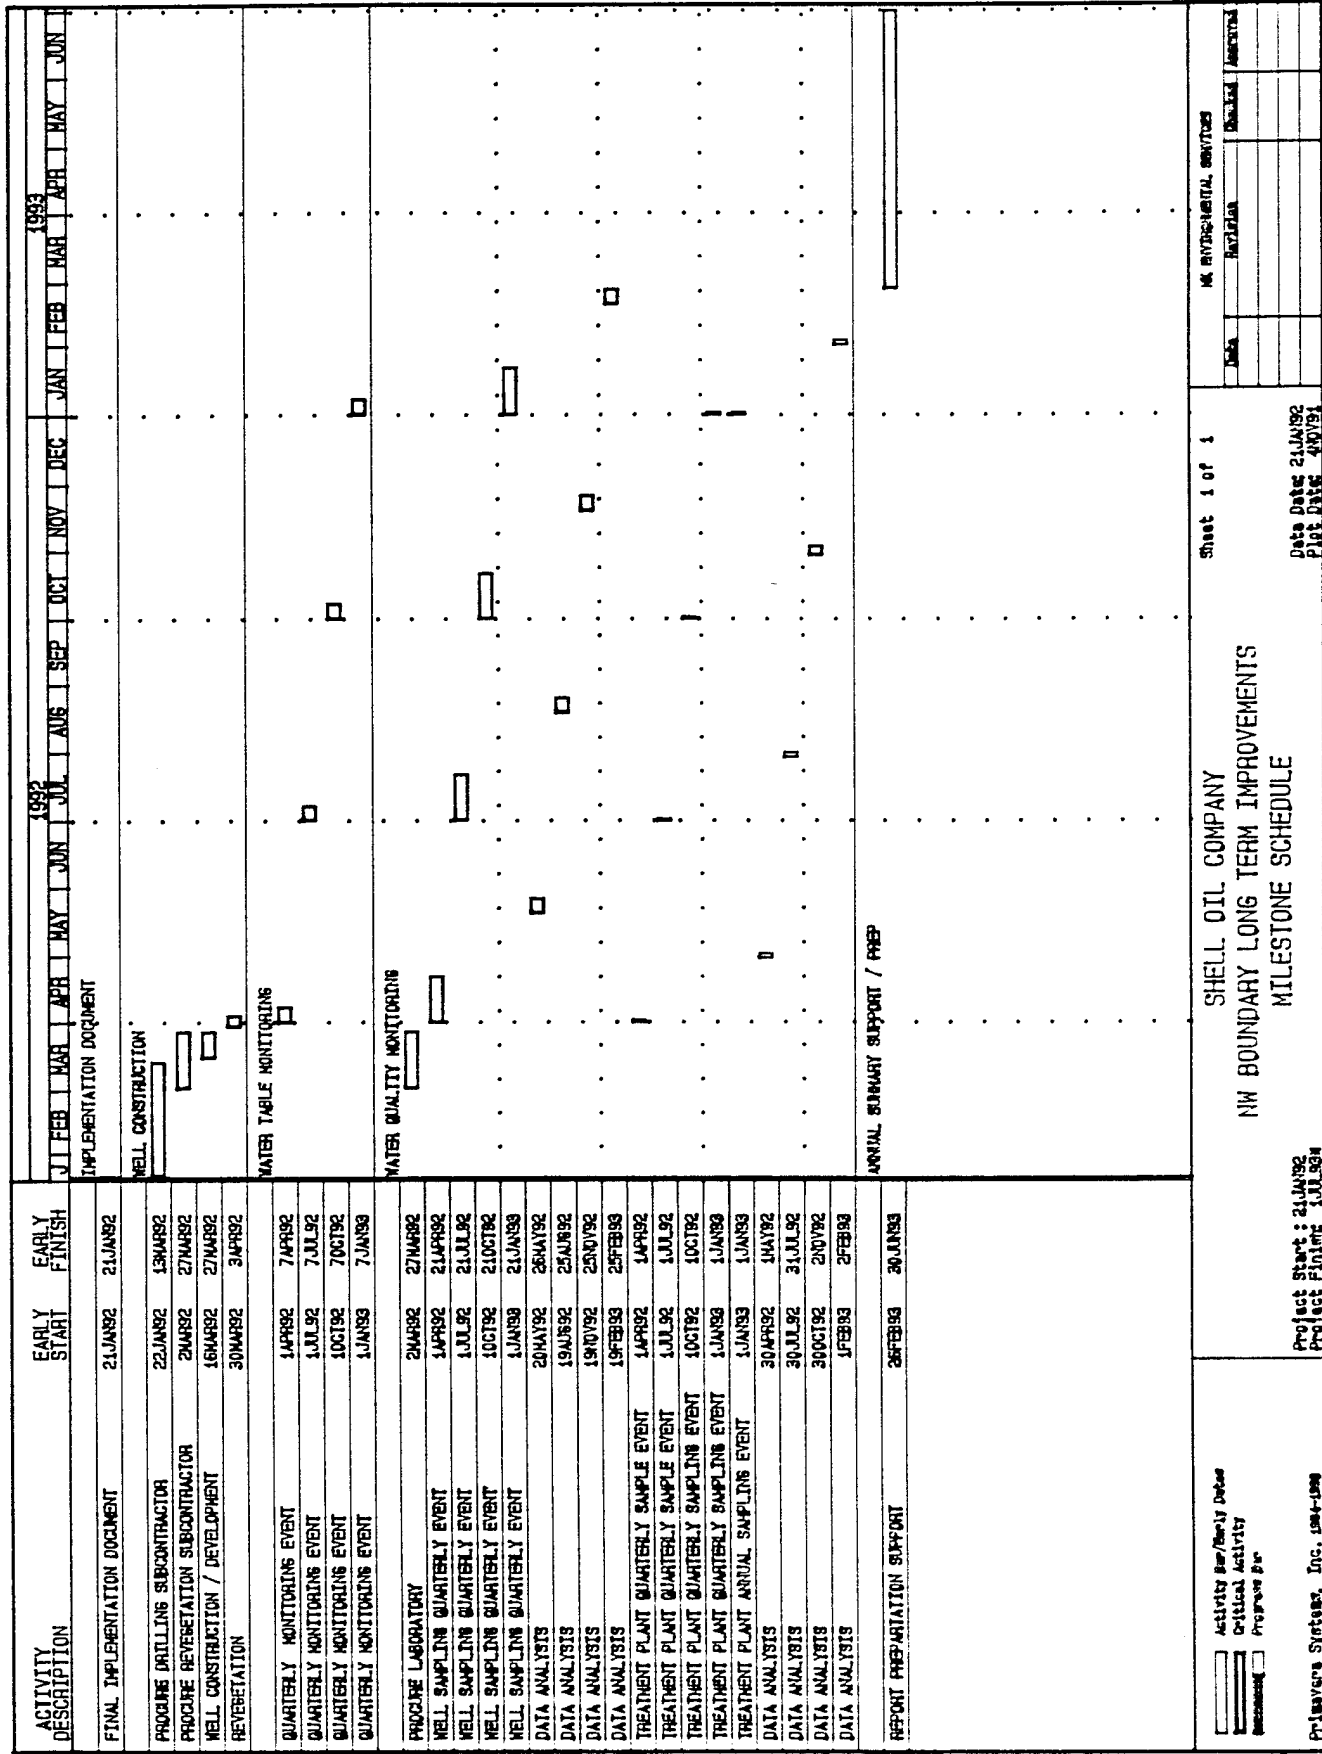 ACTIVITY DESCRIPTION EARLY START EARLY FINISH
1992 1993
J | FEB | MAR | APR | MAY | JUN | JUL | AUG | SEP | OCT | NOV | DEC JAN | FEB | MAR | APR | MAY | JUN
IMPLEMENTATION DOCUMENT
FINAL IMPLEMENTATION DOCUMENT 21JAN92 21JAN92
WELL CONSTRUCTION
PROCURE DRILLING SUBCONTRACTOR 22JAN92 13MAR92
PROCURE REVEGETATION SUBCONTRACTOR 2MAR92 27MAR92
WELL CONSTRUCTION / DEVELOPMENT 16MAR92 27MAR92
REVEGETATION 30MAR92 3APR92
WATER TABLE MONITORING
QUARTERLY MONITORING EVENT 1APR92 7APR92
QUARTERLY MONITORING EVENT 1JUL92 7JUL92
QUARTERLY MONITORING EVENT 1OCT92 7OCT92
QUARTERLY MONITORING EVENT 1JAN93 7JAN93
WATER QUALITY MONITORING
PROCURE LABORATORY 2MAR92 27MAR92
WELL SAMPLING QUARTERLY EVENT 1APR92 21APR92
WELL SAMPLING QUARTERLY EVENT 1JUL92 21JUL92
WELL SAMPLING QUARTERLY EVENT 1OCT92 21OCT92
WELL SAMPLING QUARTERLY EVENT 1JAN93 21JAN93
DATA ANALYSIS 20MAY92 26MAY92
DATA ANALYSIS 19AUG92 25AUG92
DATA ANALYSIS 19NOV92 25NOV92
DATA ANALYSIS 19FEB93 25FEB93
TREATMENT PLANT QUARTERLY SAMPLE EVENT 1APR92 1APR92
TREATMENT PLANT QUARTERLY SAMPLE EVENT 1JUL92 1JUL92
TREATMENT PLANT QUARTERLY SAMPLING EVENT 1OCT92 1OCT92
TREATMENT PLANT QUARTERLY SAMPLING EVENT 1JAN93 1JAN93
TREATMENT PLANT ANNUAL SAMPLING EVENT 1JAN93 1JAN93
DATA ANALYSIS 30APR92 1MAY92
DATA ANALYSIS 30JUL92 31JUL92
DATA ANALYSIS 30OCT92 2NOV92
DATA ANALYSIS 1FEB93 2FEB93
ANNUAL SUMMARY SUPPORT / PREP
REPORT PREPARATION SUPPORT 26FEB93 30JUN93
Activity Bar/Early Dates
Critical Activity
Progress Bar
Primavera Systems, Inc. 1984-1990
Project Start : 21JAN92
Project Finish: 1JUL93
SHELL OIL COMPANY
NW BOUNDARY LONG TERM IMPROVEMENTS
MILESTONE SCHEDULE
Sheet 1 of 1
Data Date: 21JAN92
Plot Date: 4NOV91
MK ENVIRONMENTAL SERVICES
Date Revision Checked Approved